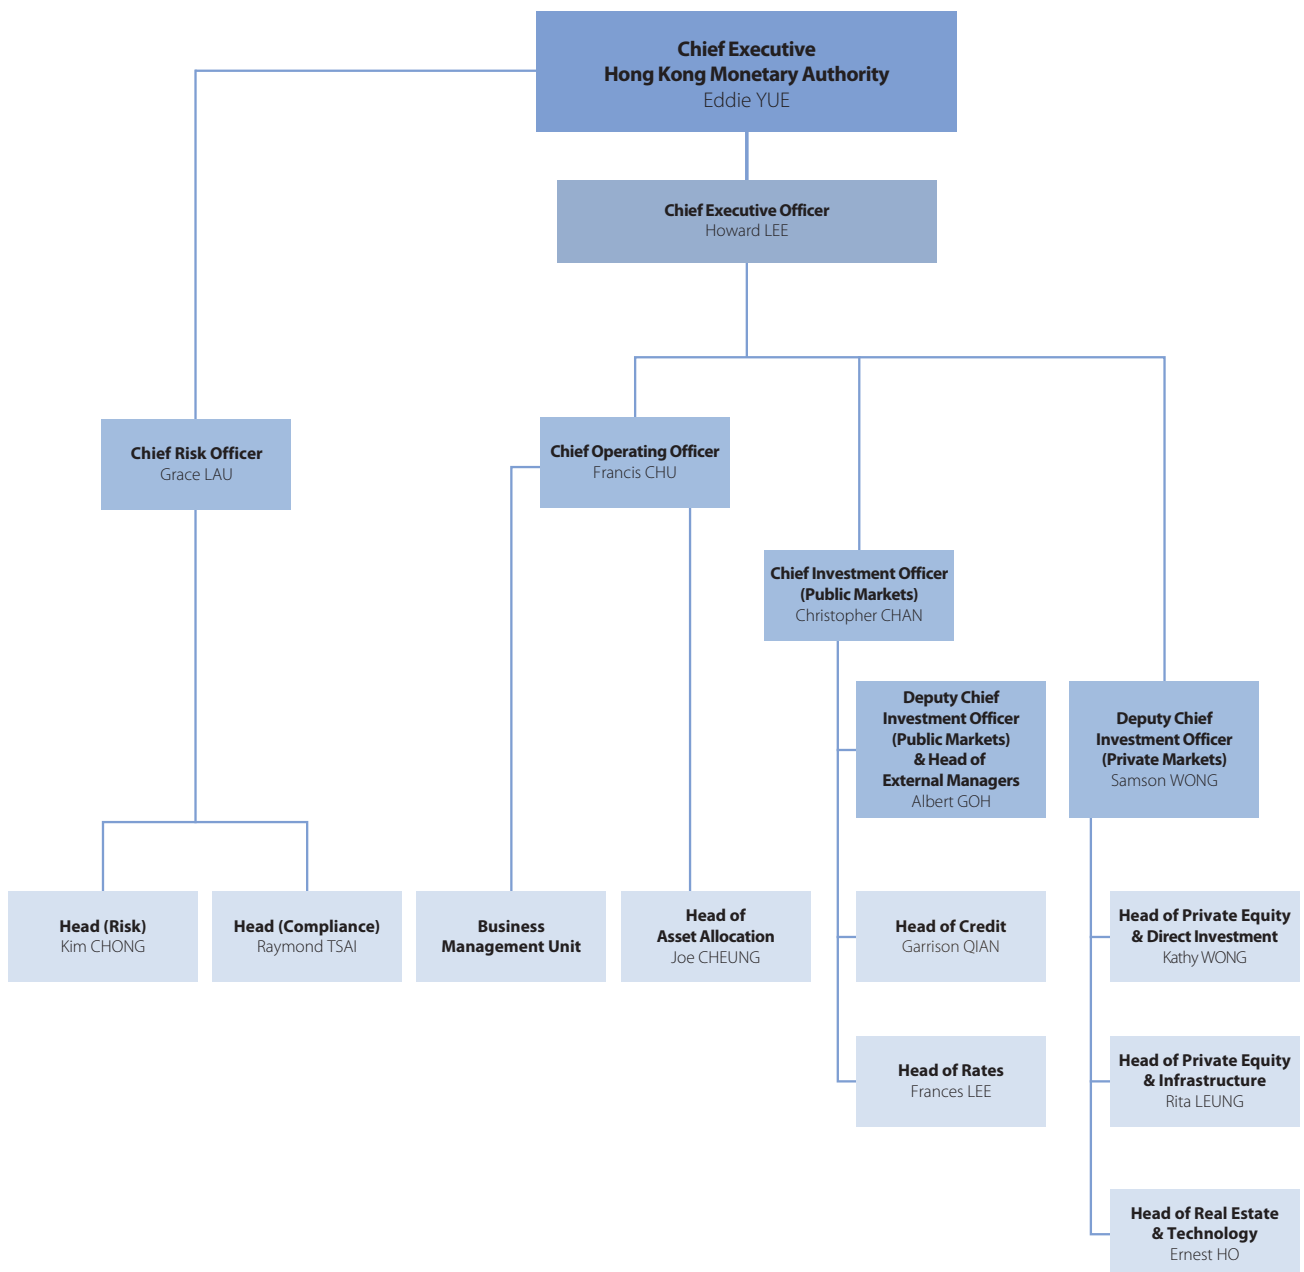 Chief Executive
Hong Kong Monetary Authority
Eddie YUE
Chief Executive Officer
Howard LEE
Chief Risk Officer
Grace LAU
Chief Operating Officer
Francis CHU
Chief Investment Officer
(Public Markets)
Christopher CHAN
Deputy Chief
Investment Officer
(Public Markets)
& Head of
External Managers
Albert GOH
Deputy Chief
Investment Officer
(Private Markets)
Samson WONG
Head (Risk)
Kim CHONG
Head (Compliance)
Raymond TSAI
Business
Management Unit
Head of
Asset Allocation
Joe CHEUNG
Head of Credit
Garrison QIAN
Head of Private Equity
& Direct Investment
Kathy WONG
Head of Rates
Frances LEE
Head of Private Equity
& Infrastructure
Rita LEUNG
Head of Real Estate
& Technology
Ernest HO